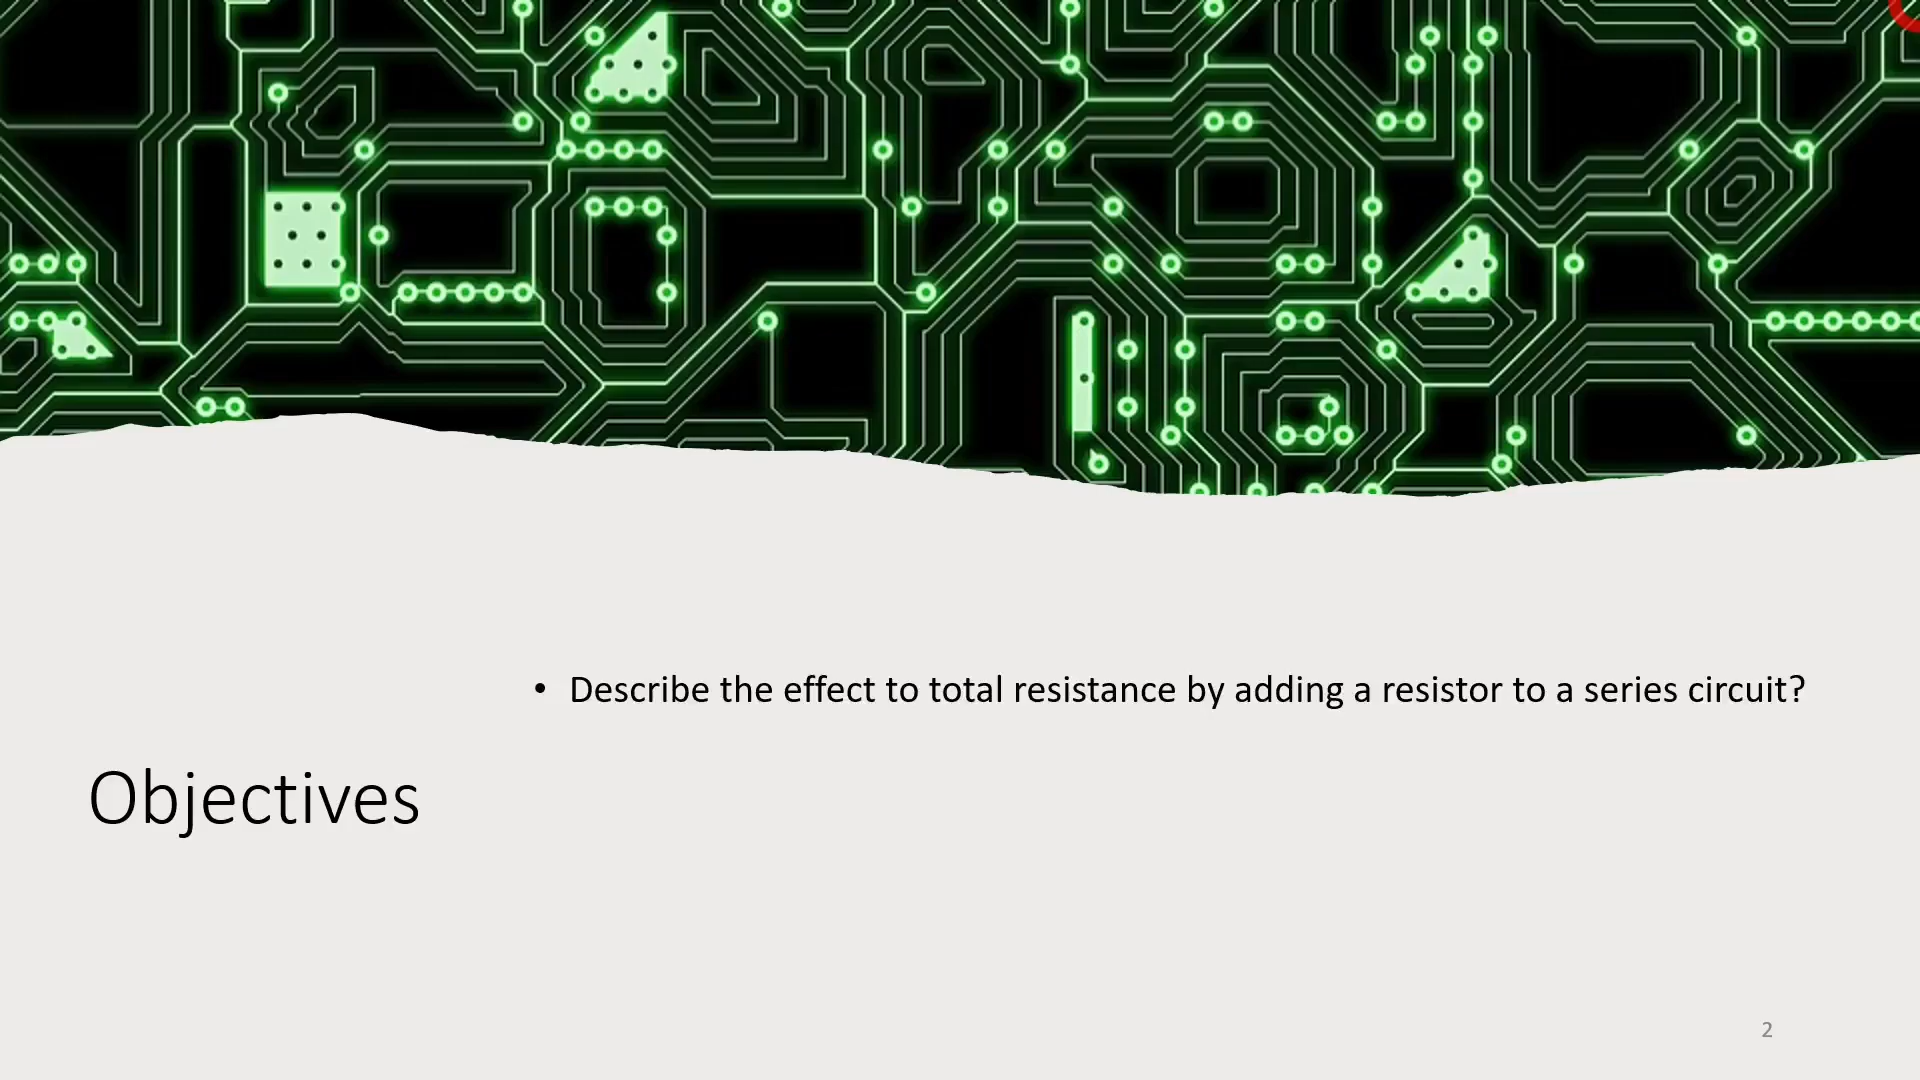 • Describe the effect to total resistance by adding a resistor to a series circuit?
Objectives
2